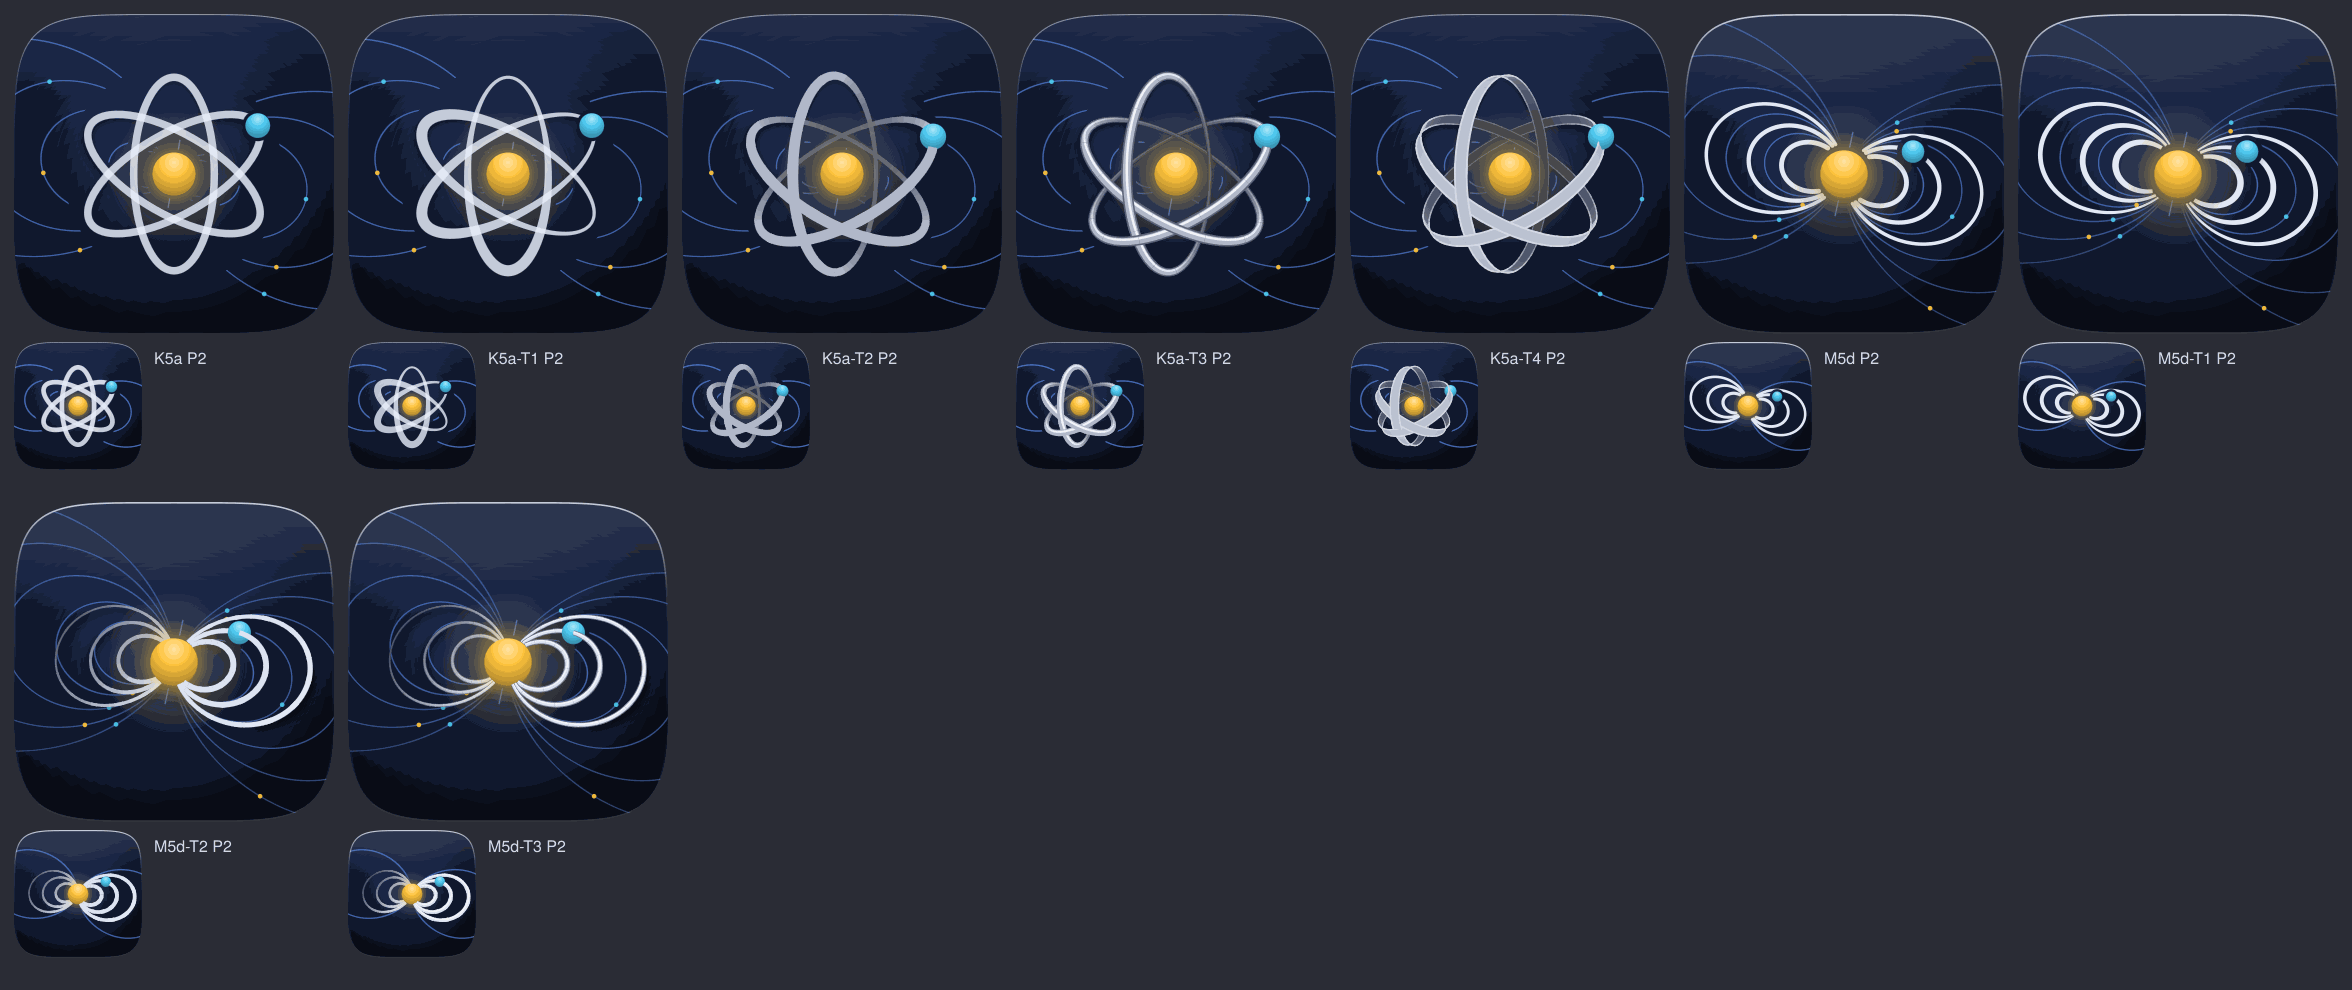 K5a P2
K5a-T1 P2
K5a-T2 P2
K5a-T3 P2
K5a-T4 P2
M5d P2
M5d-T1 P2
M5d-T2 P2
M5d-T3 P2